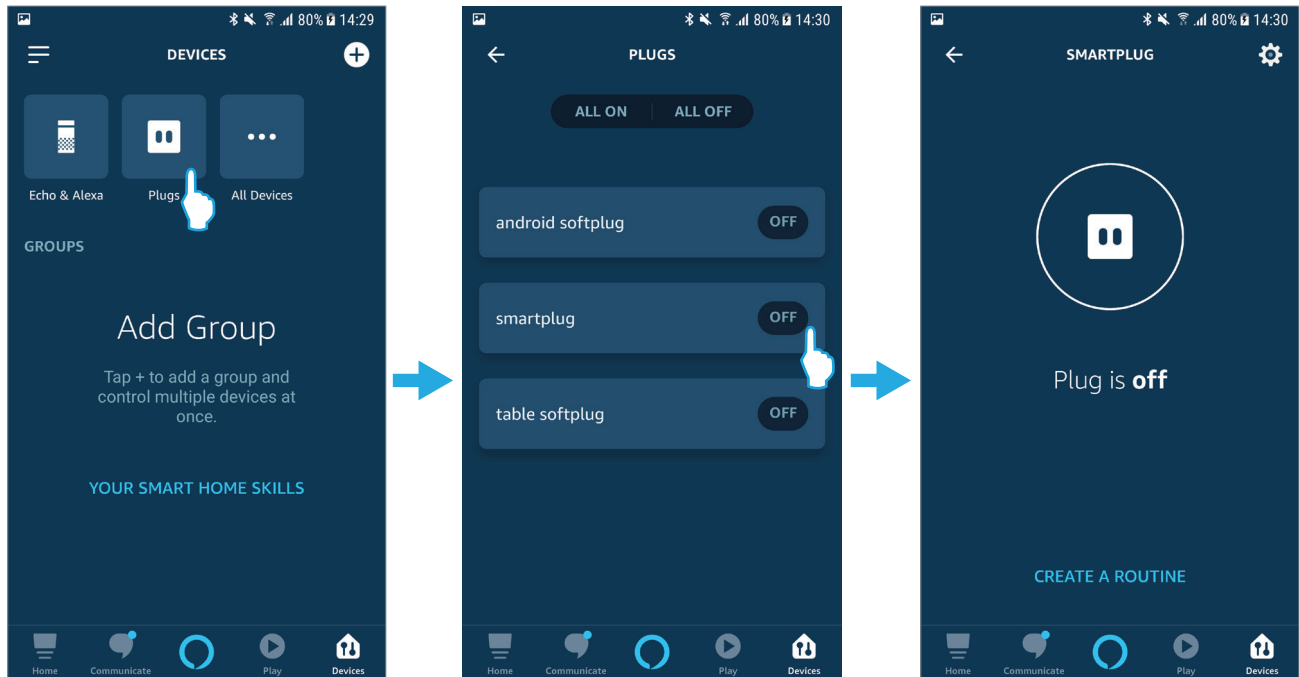 80% 14:29
DEVICES
Echo & Alexa
Plugs
All Devices
GROUPS
Add Group
Tap + to add a group and
control multiple devices at
once.
YOUR SMART HOME SKILLS
Home
Communicate
Play
Devices
80% 14:30
PLUGS
ALL ON
ALL OFF
android softplug
OFF
smartplug
OFF
table softplug
OFF
Home
Communicate
Play
Devices
80% 14:30
SMARTPLUG
Plug is off
CREATE A ROUTINE
Home
Communicate
Play
Devices